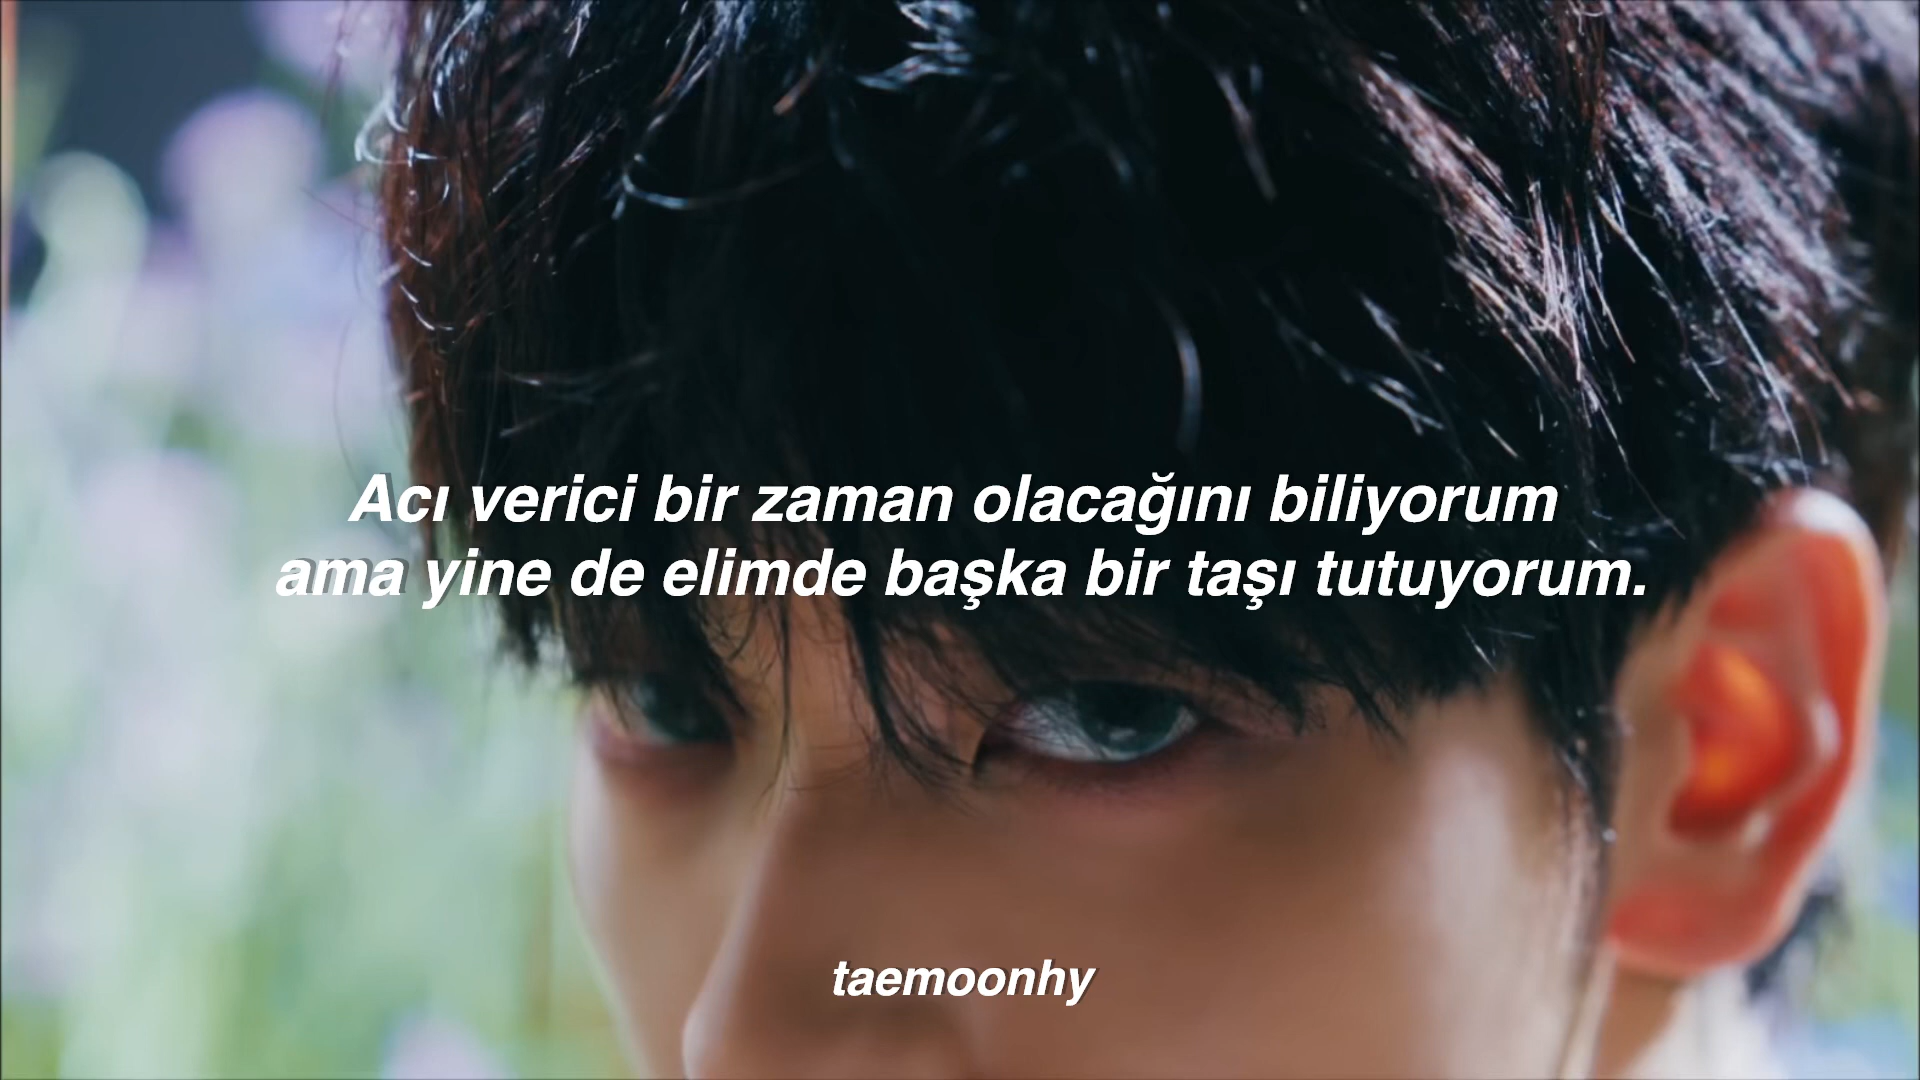 Acı verici bir zaman olacağını biliyorum
ama yine de elimde başka bir taşı tutuyorum.
taemoonhy